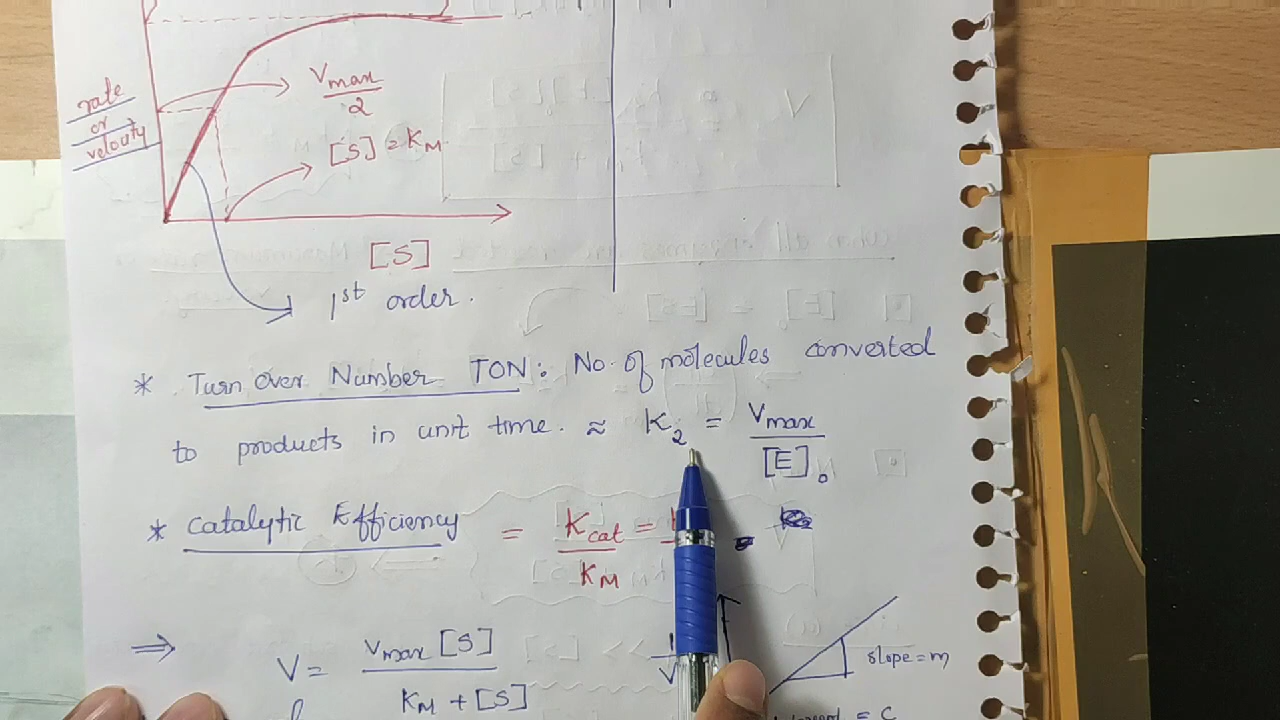 Vmax
2
rate
or
velocity
[S] = KM
[S]
1st order.
* Turn Over Number TON: No. of molecules converted
to products in unit time. ≈ K2 = Vmax
[E]0
* Catalytic Efficiency = Kcat =
KM
⇒ V = Vmax [S]
KM + [S]
1
V
slope = m
= C